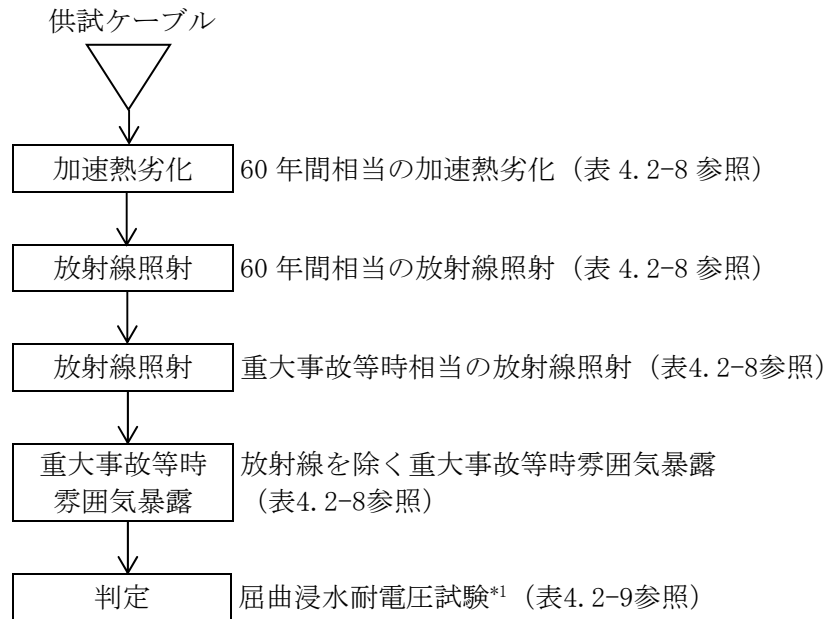 供試ケーブル
加速熱劣化 60 年間相当の加速熱劣化（表 4.2-8 参照）
放射線照射 60 年間相当の放射線照射（表 4.2-8 参照）
放射線照射 重大事故等時相当の放射線照射（表4.2-8参照）
重大事故等時
雰囲気暴露
放射線を除く重大事故等時雰囲気暴露
（表4.2-8参照）
判定 屈曲浸水耐電圧試験*1（表4.2-9参照）